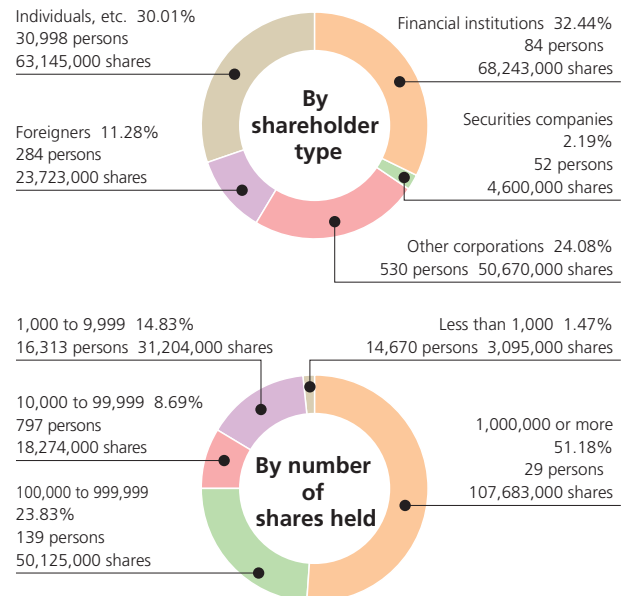 Individuals, etc. 30.01%
30,998 persons
63,145,000 shares
Financial institutions 32.44%
84 persons
68,243,000 shares
By
shareholder
type
Foreigners 11.28%
284 persons
23,723,000 shares
Securities companies
2.19%
52 persons
4,600,000 shares
Other corporations 24.08%
530 persons 50,670,000 shares
1,000 to 9,999 14.83%
16,313 persons 31,204,000 shares
Less than 1,000 1.47%
14,670 persons 3,095,000 shares
10,000 to 99,999 8.69%
797 persons
18,274,000 shares
1,000,000 or more
51.18%
29 persons
107,683,000 shares
By number
of
shares held
100,000 to 999,999
23.83%
139 persons
50,125,000 shares